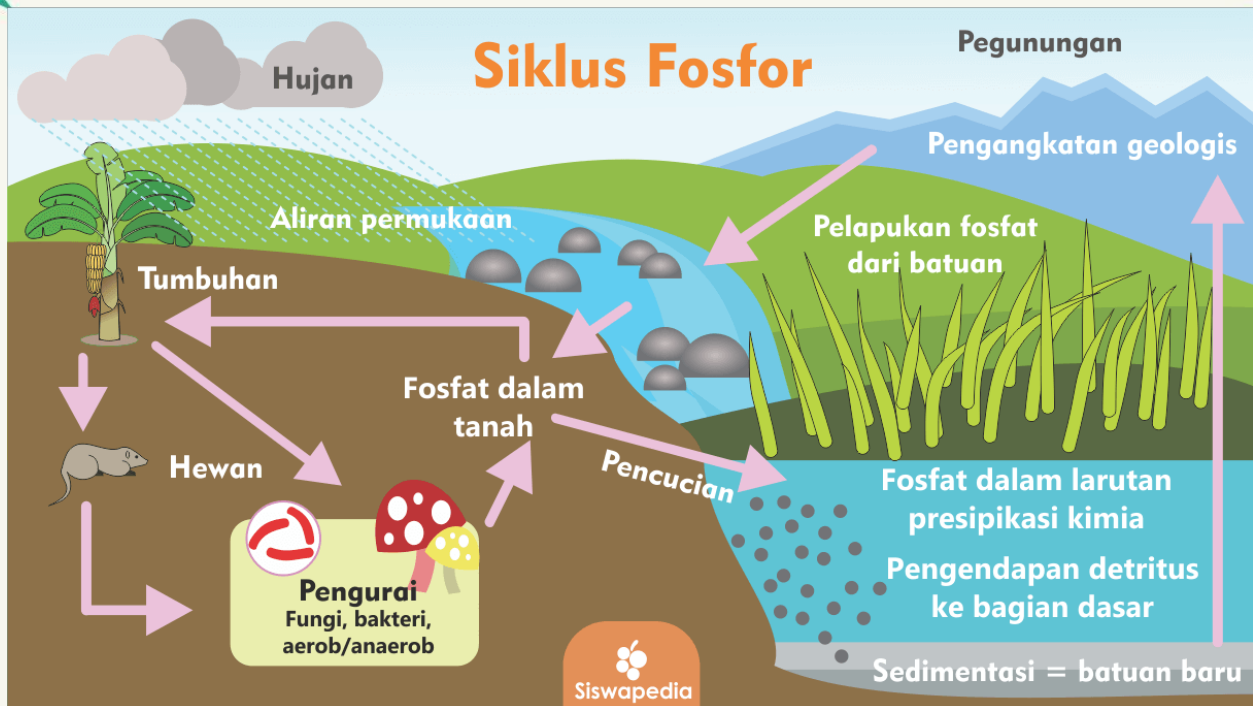 Siklus Fosfor
Pegunungan
Hujan
Pengangkatan geologis
Aliran permukaan
Pelapukan fosfat
dari batuan
Tumbuhan
Fosfat dalam
tanah
Hewan
Pencucian
Fosfat dalam larutan
presipikasi kimia
Pengendapan detritus
ke bagian dasar
Pengurai
Fungi, bakteri,
aerob/anaerob
Sedimentasi = batuan baru
Siswapedia